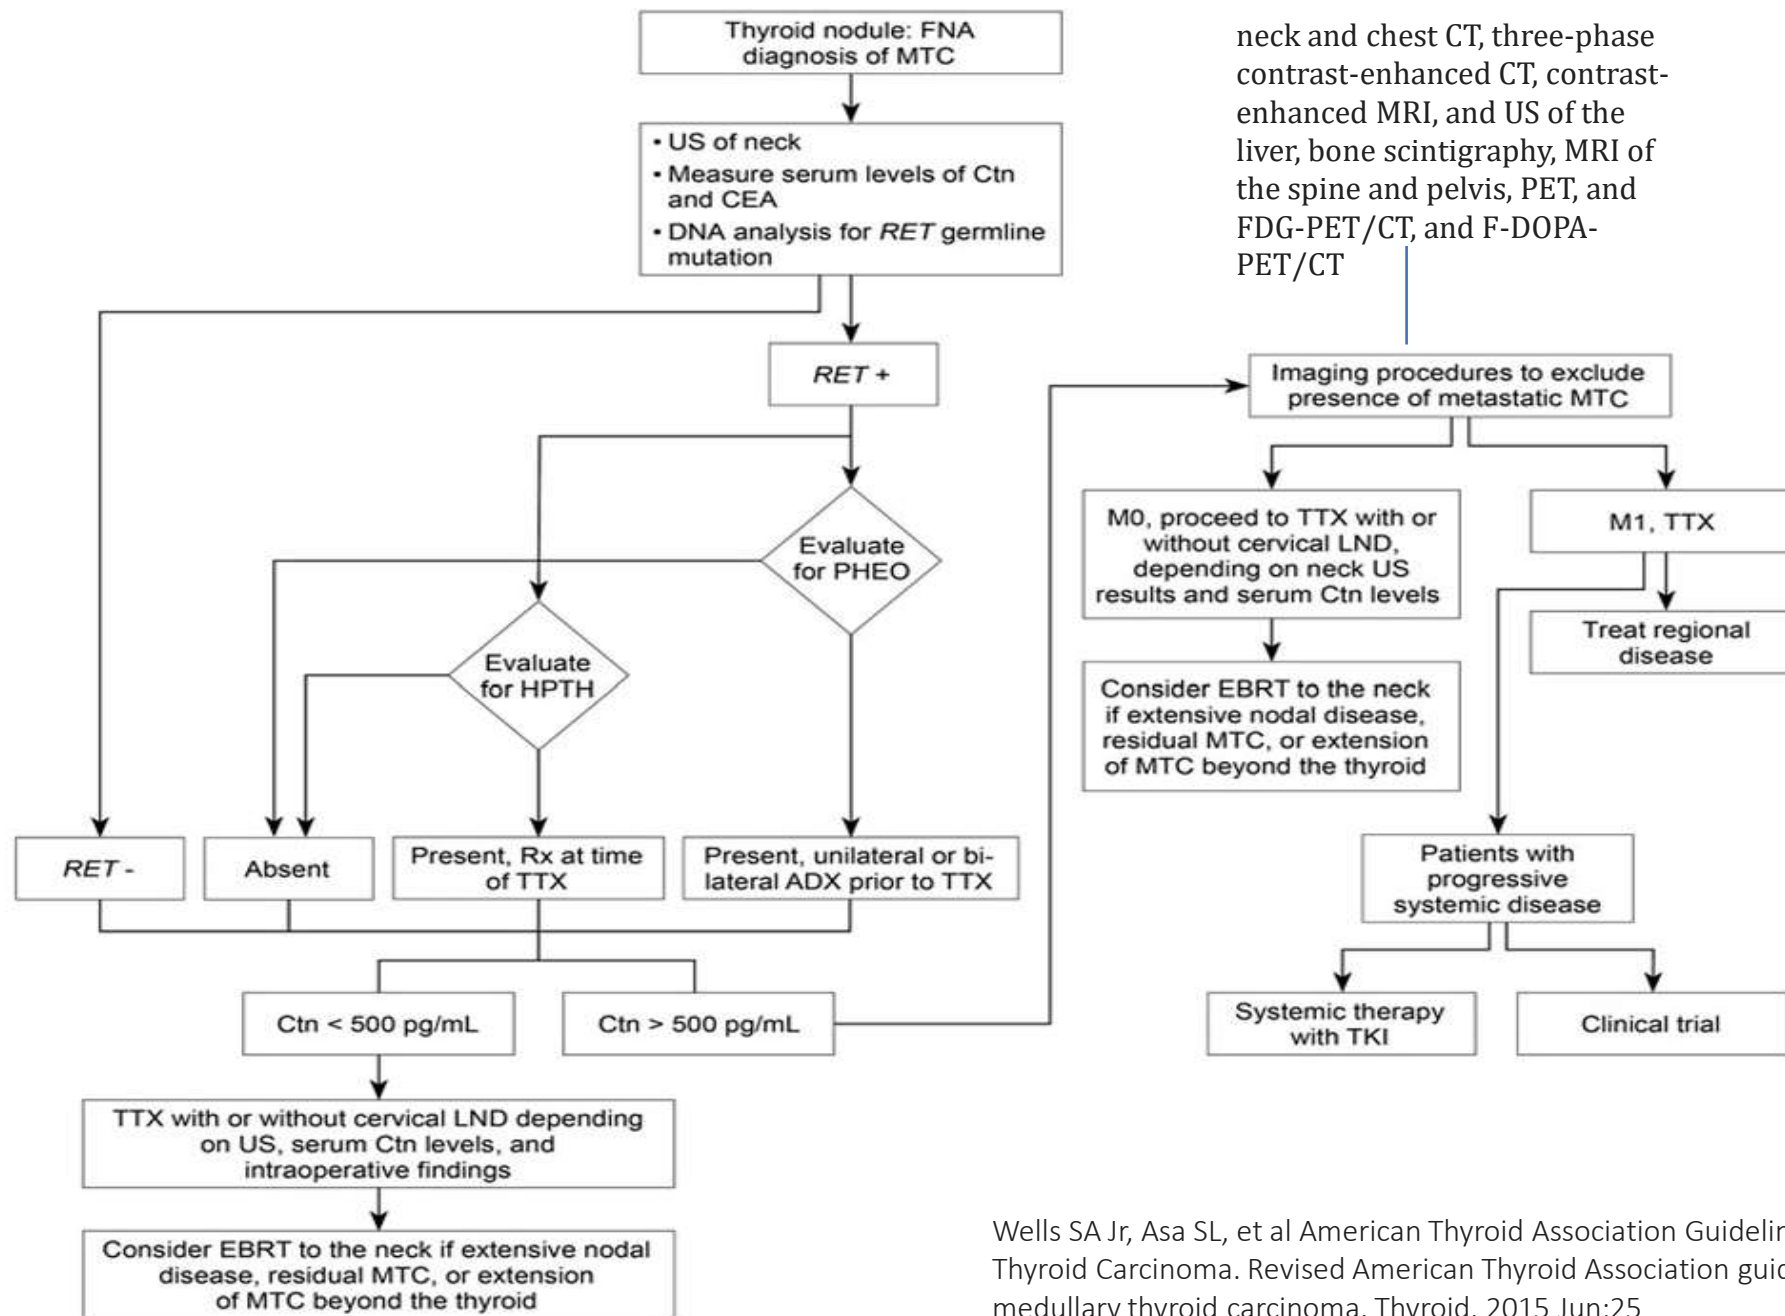 Thyroid nodule: FNA
diagnosis of MTC
neck and chest CT, three-phase
contrast-enhanced CT, contrast-
enhanced MRI, and US of the
liver, bone scintigraphy, MRI of
the spine and pelvis, PET, and
FDG-PET/CT, and F-DOPA-
PET/CT
• US of neck
• Measure serum levels of Ctn
and CEA
• DNA analysis for RET germline
mutation
RET +
Imaging procedures to exclude
presence of metastatic MTC
Evaluate
for PHEO
Evaluate
for HPTH
M0, proceed to TTX with or
without cervical LND,
depending on neck US
results and serum Ctn levels
M1, TTX
Treat regional
disease
Consider EBRT to the neck
if extensive nodal disease,
residual MTC, or extension
of MTC beyond the thyroid
RET -
Absent
Present, Rx at time
of TTX
Present, unilateral or bi-
lateral ADX prior to TTX
Patients with
progressive
systemic disease
Ctn < 500 pg/mL
Ctn > 500 pg/mL
Systemic therapy
with TKI
Clinical trial
TTX with or without cervical LND depending
on US, serum Ctn levels, and
intraoperative findings
Consider EBRT to the neck if extensive nodal
disease, residual MTC, or extension
of MTC beyond the thyroid
Wells SA Jr, Asa SL, et al American Thyroid Association
Thyroid Carcinoma. Revised American Thyroid Association
medullary thyroid carcinoma. Thyroid. 2015 Jun;25